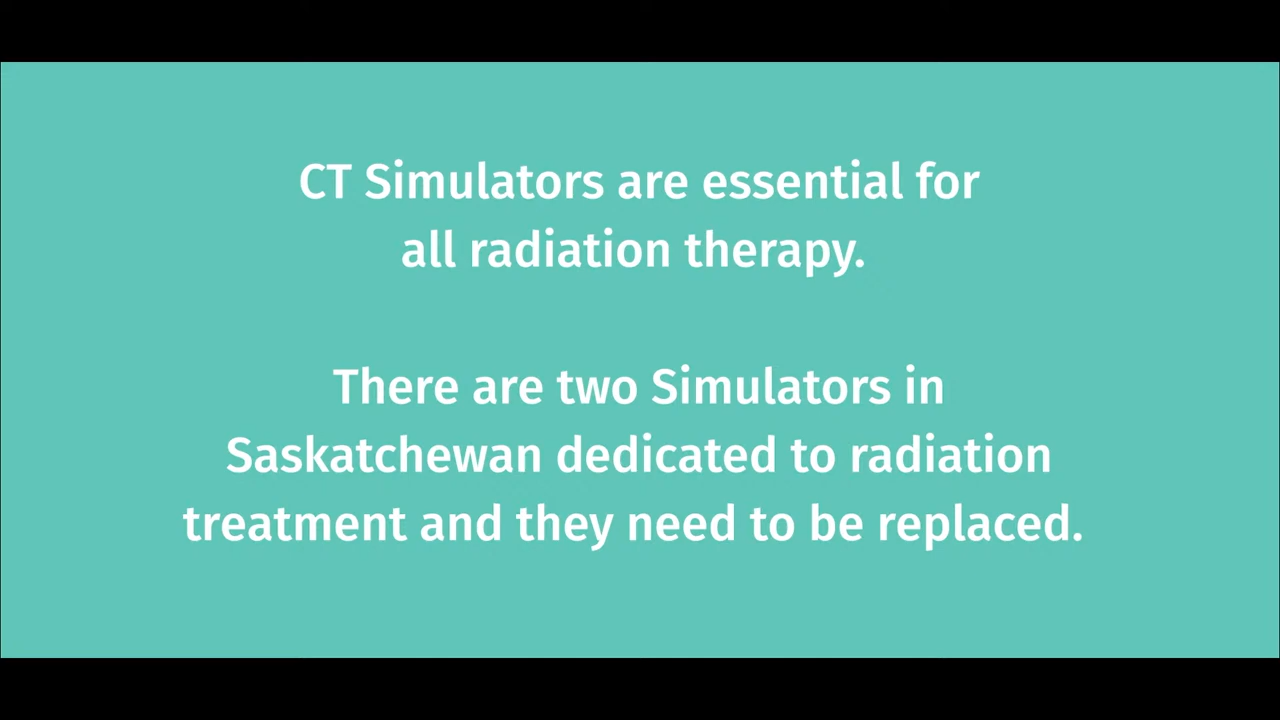 CT Simulators are essential for
all radiation therapy.
There are two Simulators in
Saskatchewan dedicated to radiation
treatment and they need to be replaced.